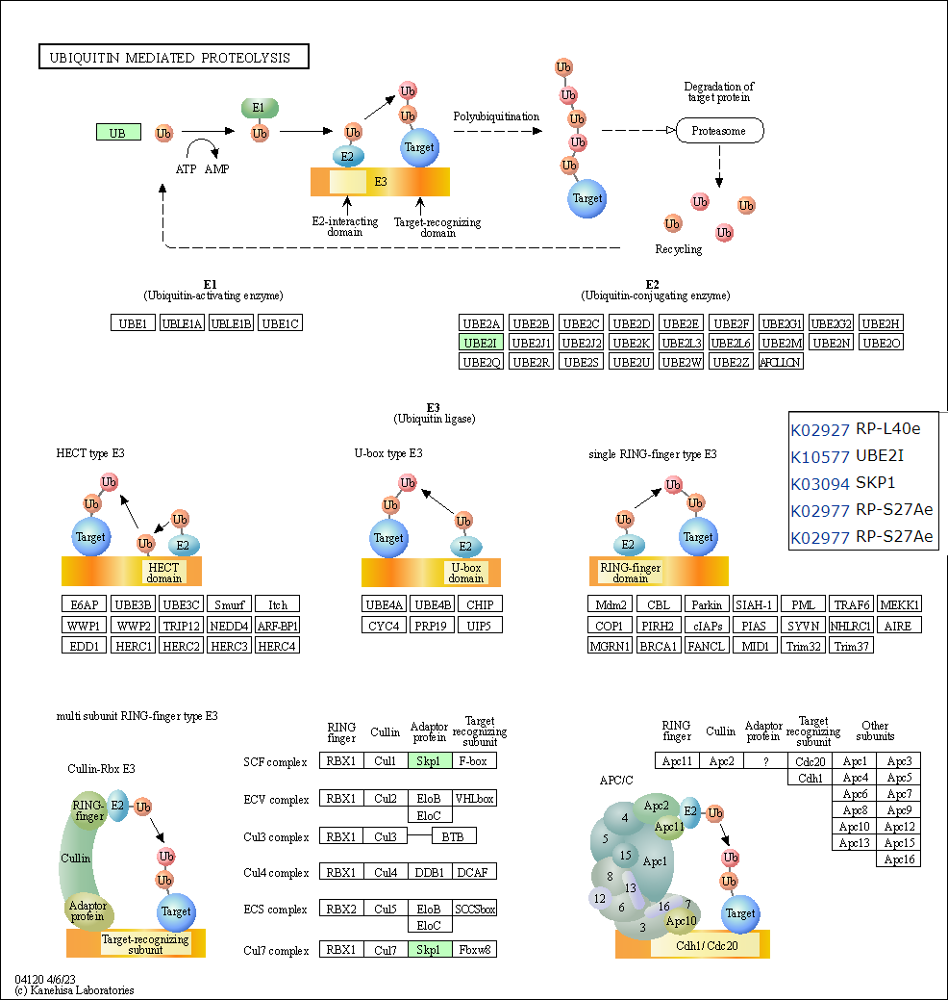 UBIQUITIN MEDIATED PROTEOLYSIS
UB
Ub
E1
Ub
ATP
AMP
Ub
E2
Ub
Ub
Target
E3
E2-interacting
domain
Target-recognizing
domain
Polyubiquitination
Ub
Ub
Ub
Ub
Ub
Target
Degradation of
target protein
Proteasome
Ub
Ub
Ub
Ub
Recycling
E1
(Ubiquitin-activating enzyme)
UBE1 UBLE1A UBLE1B UBE1C
E2
(Ubiquitin-conjugating enzyme)
UBE2A UBE2B UBE2C UBE2D UBE2E UBE2F UBE2G1 UBE2G2 UBE2H
UBE2I UBE2J1 UBE2J2 UBE2K UBE2L3 UBE2L6 UBE2M UBE2N UBE2O
UBE2Q UBE2R UBE2S UBE2U UBE2W UBE2Z AFCLLCN
E3
(Ubiquitin ligase)
K02927 RP-L40e
K10577 UBE2I
K03094 SKP1
K02977 RP-S27Ae
K02977 RP-S27Ae
HECT type E3
Ub
Ub
Target
Ub
Ub
E2
HECT
domain
E6AP UBE3B UBE3C Smurf Itch
WWP1 WWP2 TRIP12 NEDD4 ARF-BP1
EDD1 HERC1 HERC2 HERC3 HERC4
U-box type E3
Ub
Ub
Target
Ub
E2
U-box
domain
UBE4A UBE4B CHIP
CYC4 PRP19 UIP5
single RING-finger type E3
Ub
E2
Ub
Ub
Target
RING-finger
domain
Mdm2 CBL Parkin SIAH-1 PML TRAF6 MEKK1
COP1 PIRH2 cIAPs PIAS SYVN NHLRC1 AIRE
MGRN1 BRCA1 FANCL MID1 Trim32 Trim37
multi subunit RING-finger type E3
Cullin-Rbx E3
RING-
finger
E2
Ub
Cullin
Ub
Ub
Adaptor
protein
Target
Target-recognizing
subunit
RING
finger
Cullin
Adaptor
protein
Target
recognizing
subunit
SCF complex RBX1 Cul1 Skp1 F-box
ECV complex RBX1 Cul2 EloB VHLbox
EloC
Cul3 complex RBX1 Cul3 BTB
Cul4 complex RBX1 Cul4 DDB1 DCAF
ECS complex RBX2 Cul5 EloB SOCSbox
EloC
Cul7 complex RBX1 Cul7 Skp1 Fbxw8
RING
finger
Cullin
Adaptor
protein
Target
recognizing
subunit
Other
subunits
Apc11 Apc2 ? Cdc20 Apc1 Apc3
Cdh1 Apc4 Apc5
Apc6 Apc7
Apc8 Apc9
Apc10 Apc12
Apc13 Apc15
Apc16
APC/C
Apc2
E2
Ub
4
Apc11
5
15
Apc1
Ub
Ub
8
13
12
6
16
7
3
Apc10
Target
Cdh1/Cdc20
04120 4/6/23
(c) Kanehisa Laboratories